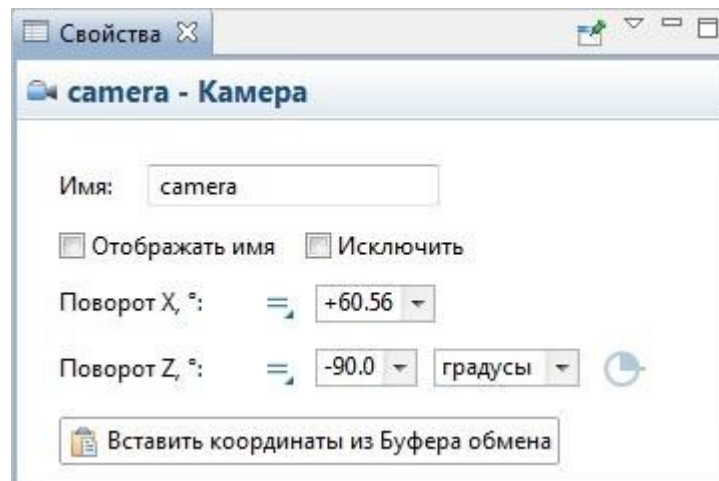 Свойства
camera - Камера
Имя: camera
Отображать имя Исключить
Поворот X, °: +60.56
Поворот Z, °: -90.0 градусы
Вставить координаты из Буфера обмена